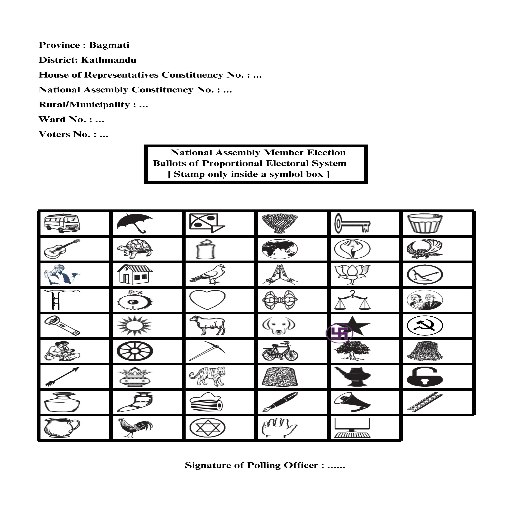 Province : Bagmati
District: Kathmandu
House of Representatives Constituency No. : ...
National Assembly Constituency No. : ...
Rural/Municipality : ...
Ward No. : ...
Voters No. : ...
National Assembly Member Election
Ballots of Proportional Electoral System
[ Stamp only inside a symbol box ]
Signature of Polling Officer : ......